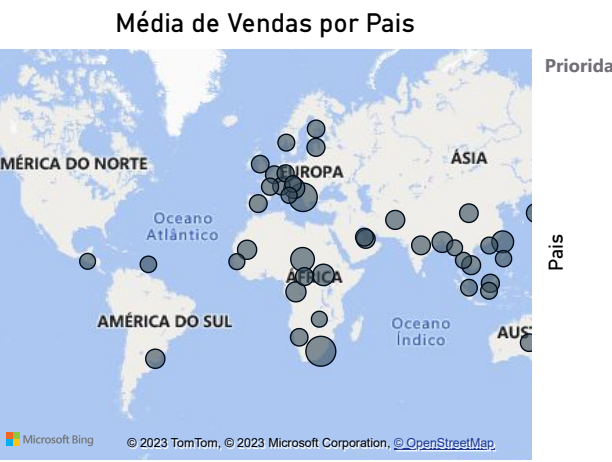 Média de Vendas por Pais
Priorida
MÉRICA DO NORTE
EUROPA
ÁSIA
Oceano
Atlântico
Pais
ÁFRICA
AMÉRICA DO SUL
Oceano
Índico
AUS
Microsoft Bing
© 2023 TomTom, © 2023 Microsoft Corporation, © OpenStreetMap